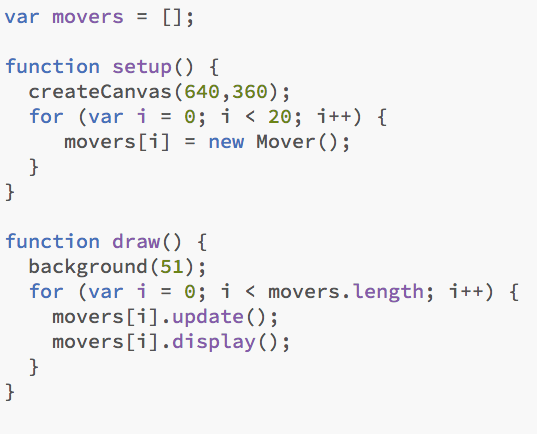 var movers = [];
function setup() {
  createCanvas(640,360);
  for (var i = 0; i < 20; i++) {
     movers[i] = new Mover();
  }
}
function draw() {
  background(51);
  for (var i = 0; i < movers.length; i++) {
    movers[i].update();
    movers[i].display();
  }
}